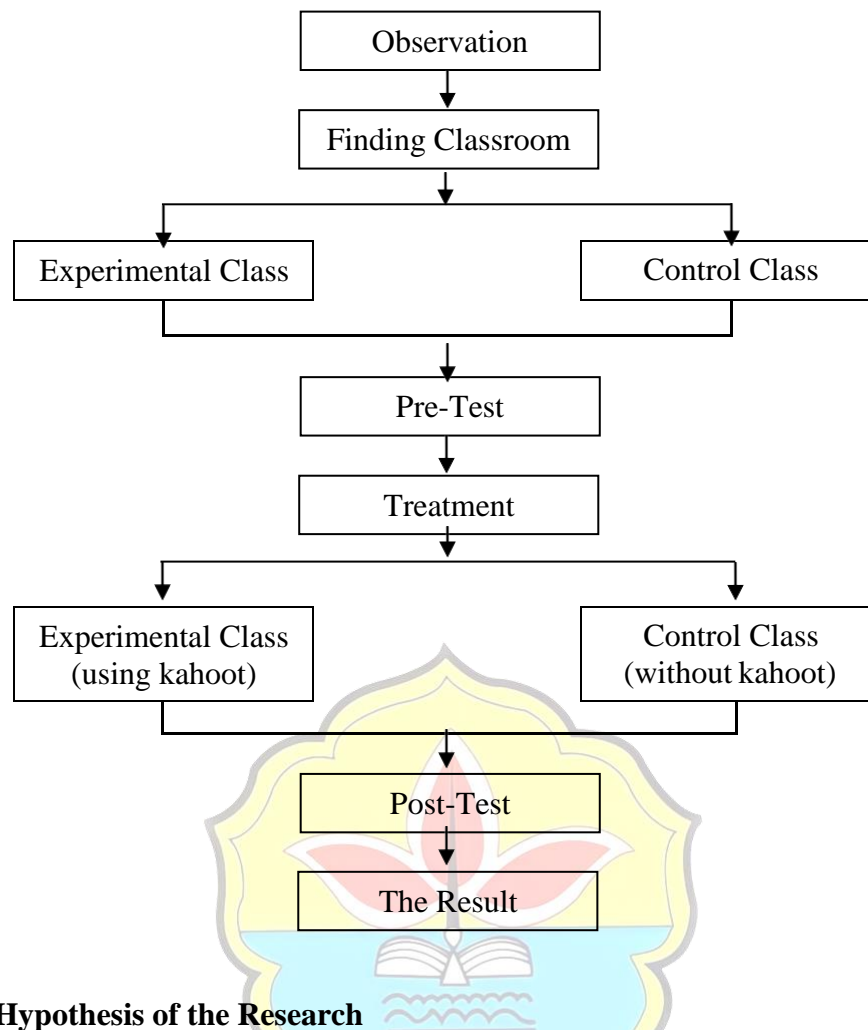 Observation
Finding Classroom
Experimental Class
Control Class
Pre-Test
Treatment
Experimental Class
(using kahoot)
Control Class
(without kahoot)
Post-Test
The Result
Hypothesis of the Research